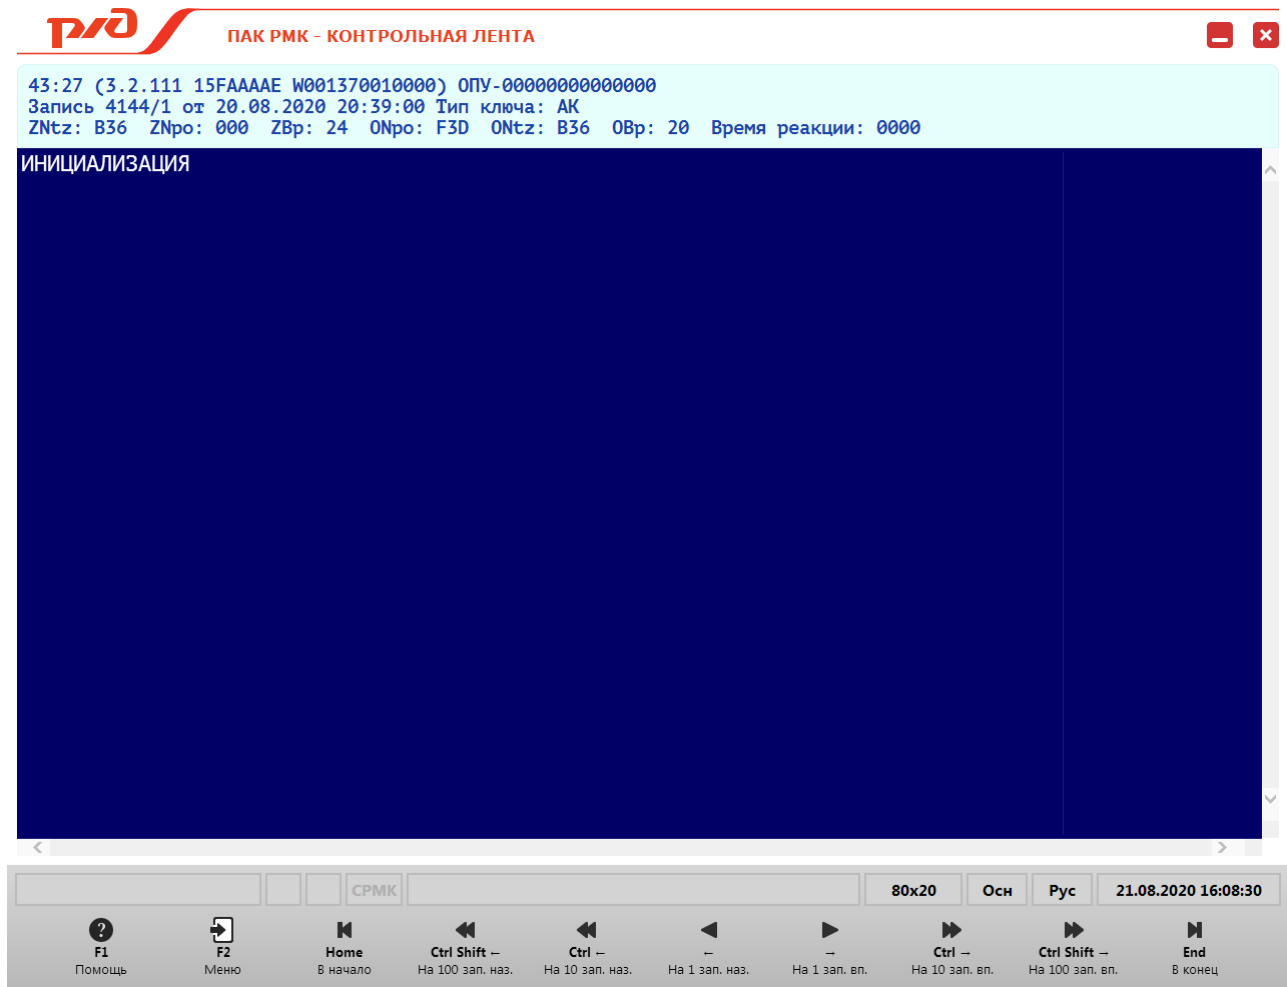 ржд
ПАК РМК - КОНТРОЛЬНАЯ ЛЕНТА
43:27 (3.2.111 15FAAAAE W001370010000) ОПУ-00000000000000
Запись 4144/1 от 20.08.2020 20:39:00 Тип ключа: АК
ZNtz: B36 ZNpo: 000 ZBp: 24 ONpo: F3D ONtz: B36 OBp: 20 Время реакции: 0000
ИНИЦИАЛИЗАЦИЯ
СРМК 80x20 Осн Рус 21.08.2020 16:08:30
F1 F2 Home Ctrl Shift ← Ctrl ← ← → Ctrl → Ctrl Shift → End
Помощь Меню В начало На 100 зап. наз. На 10 зап. наз. На 1 зап. наз. На 1 зап. вп. На 10 зап. вп. На 100 зап. вп. В конец